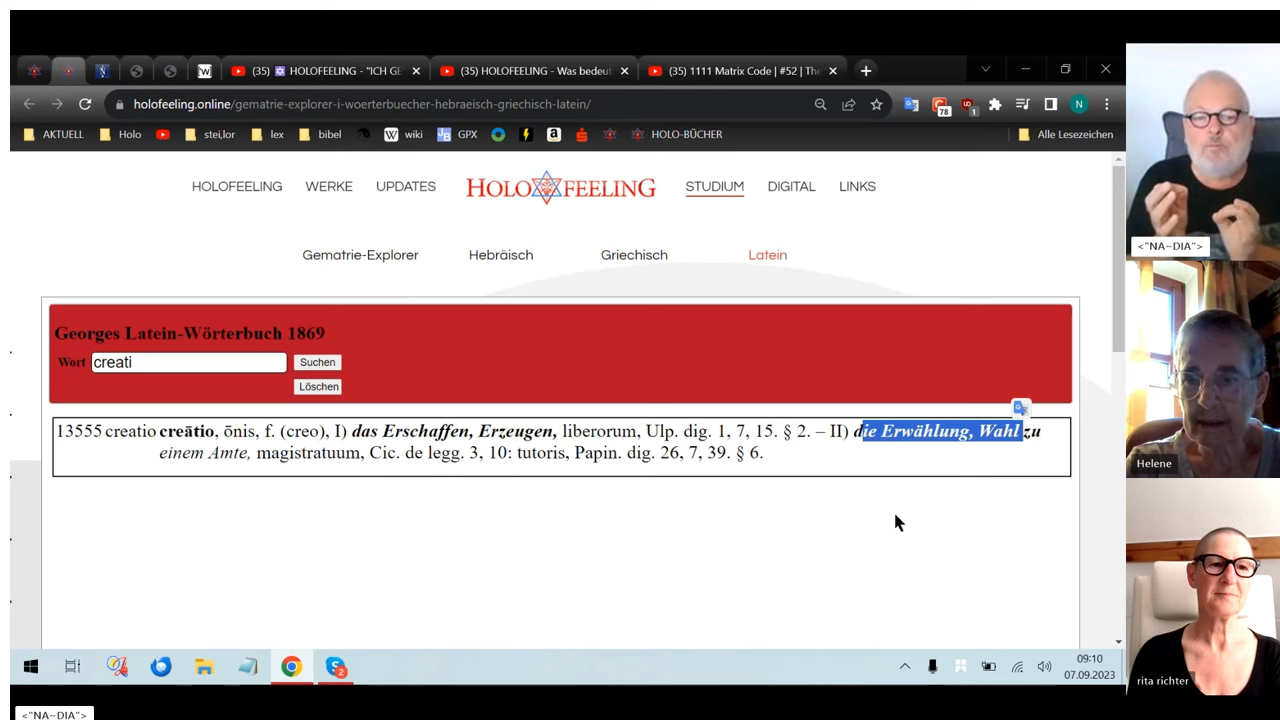 (35) ✡ HOLOFEELING - "ICH GE
(35) HOLOFEELING - Was bedeut
(35) 1111 Matrix Code | #52 | The
holofeeling.online/gematrie-explorer-i-woerterbuecher-hebraeisch-griechisch-latein/
78
1
N
AKTUELL
Holo
stei,lor
lex
bibel
wiki
GPX
HOLO-BÜCHER
Alle Lesezeichen
HOLOFEELING
WERKE
UPDATES
HOLOFEELING
STUDIUM
DIGITAL
LINKS
Gematrie-Explorer
Hebräisch
Griechisch
Latein
Georges Latein-Wörterbuch 1869
Wort creati Suchen
Löschen
13555 creatio creātio, ōnis, f. (creo), I) das Erschaffen, Erzeugen, liberorum, Ulp. dig. 1, 7, 15. § 2. – II) die Erwählung, Wahl zu
einem Amte, magistratuum, Cic. de legg. 3, 10: tutoris, Papin. dig. 26, 7, 39. § 6.
09:10
07.09.2023
2
<"NA~DIA">
Helene
rita richter
<"NA~DIA">